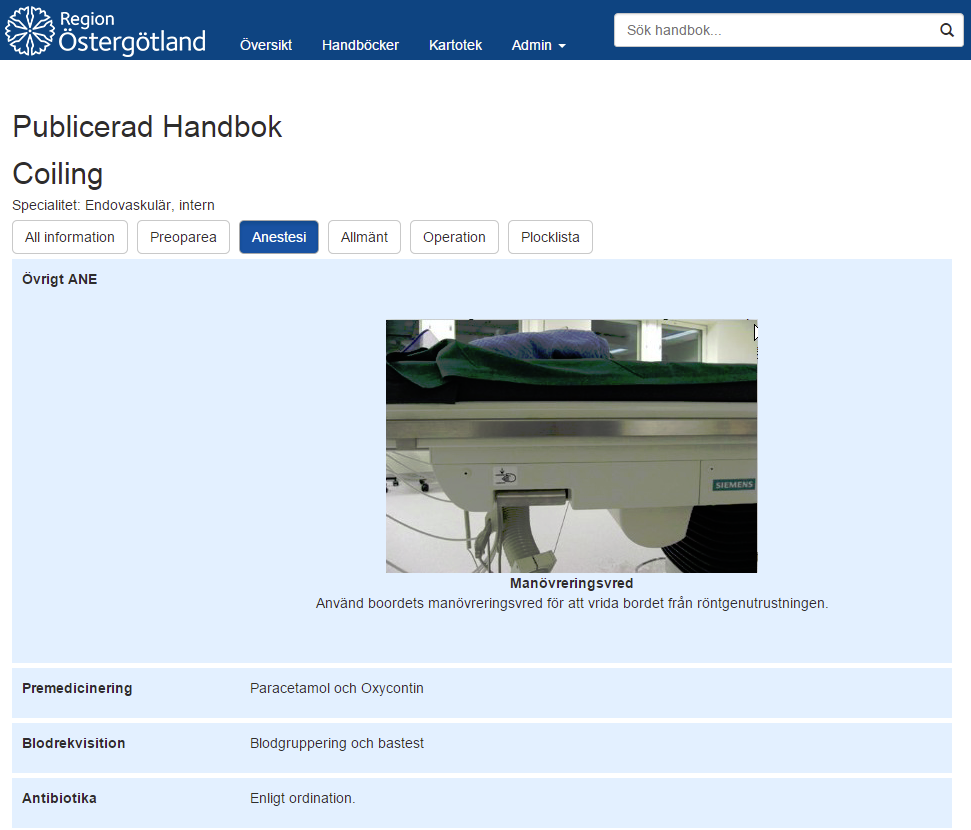 Region
Östergötland
Översikt Handböcker Kartotek Admin
Sök handbok...
Publicerad Handbok
Coiling
Specialitet: Endovaskulär, intern
All information Preoparea Anestesi Allmänt Operation Plocklista
Övrigt ANE
SIEMENS
Manövreringsvred
Använd boordets manövreringsvred för att vrida bordet från röntgenutrustningen.
Premedicinering Paracetamol och Oxycontin
Blodrekvisition Blodgruppering och bastest
Antibiotika Enligt ordination.